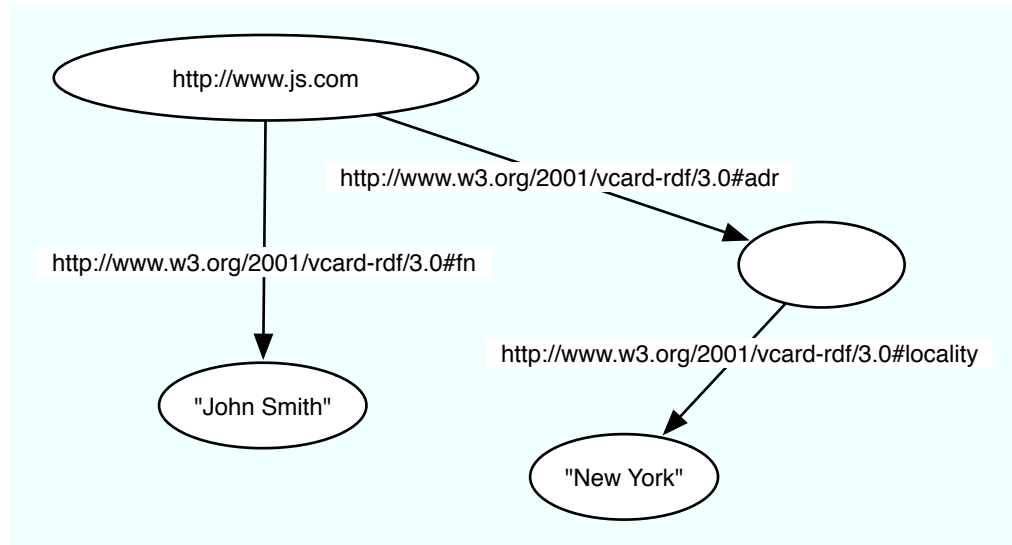 http://www.js.com
http://www.w3.org/2001/vcard-rdf/3.0#adr
http://www.w3.org/2001/vcard-rdf/3.0#fn
http://www.w3.org/2001/vcard-rdf/3.0#locality
"John Smith"
"New York"